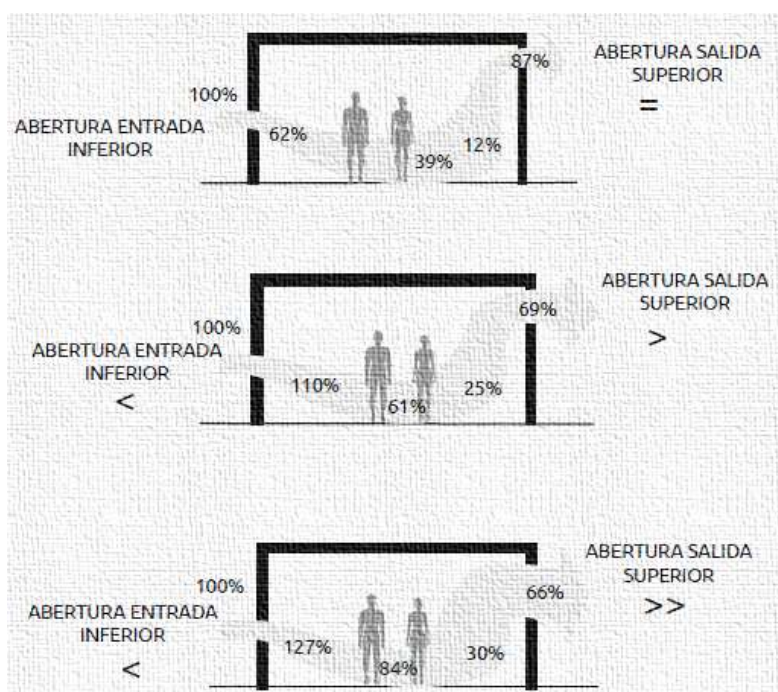 ABERTURA SALIDA
SUPERIOR
=
87%
100%
ABERTURA ENTRADA
INFERIOR
62%
39%
12%
ABERTURA SALIDA
SUPERIOR
>
69%
100%
ABERTURA ENTRADA
INFERIOR
<
110%
61%
25%
ABERTURA SALIDA
SUPERIOR
>>
66%
100%
ABERTURA ENTRADA
INFERIOR
<
127%
84%
30%